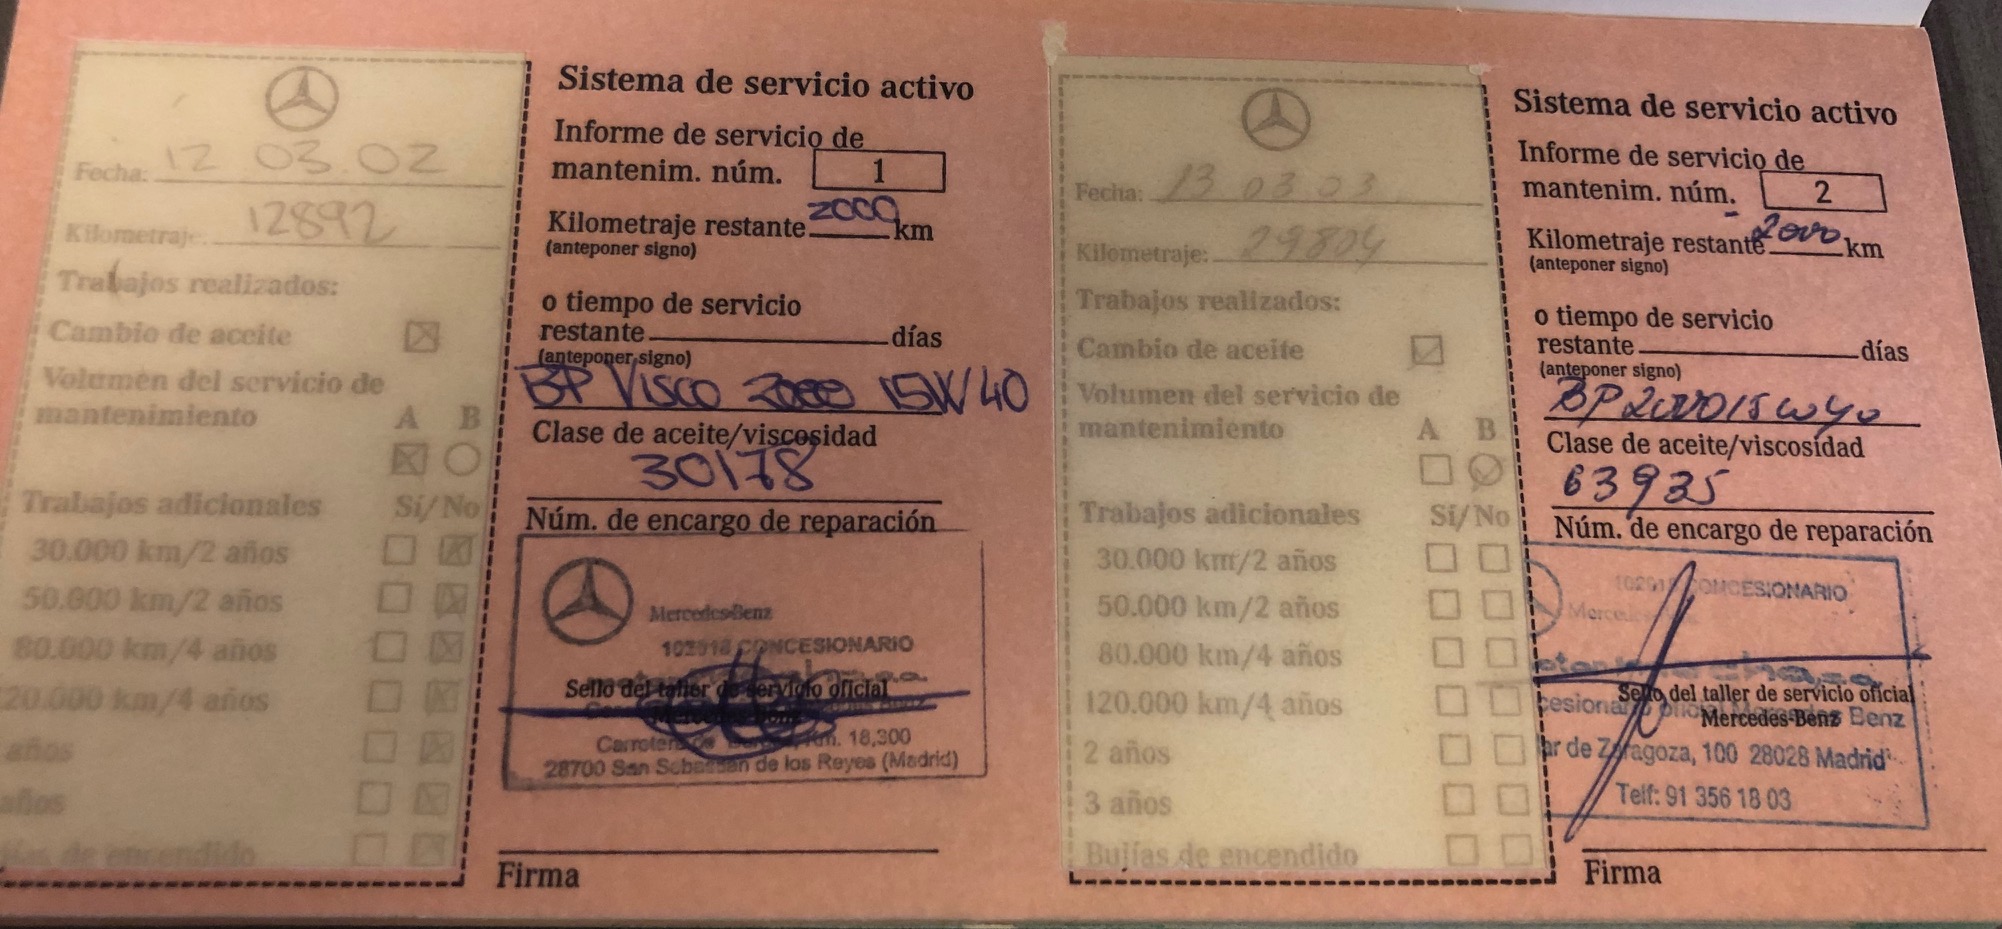 Fecha: 12 03.02
Kilometraje: 12892
Trabajos realizados:
Cambio de aceite
Volumen del servicio de
mantenimiento A B
Trabajos adicionales Sí/No
30.000 km/2 años
50.000 km/2 años
80.000 km/4 años
20.000 km/4 años
años
años
de encendido
Sistema de servicio activo
Informe de servicio de
mantenim. núm. 1
Kilometraje restante 2000 km
(anteponer signo)
o tiempo de servicio
restante días
(anteponer signo)
BP VISCO 2000 15W40
Clase de aceite/viscosidad
30178
Núm. de encargo de reparación
Mercedes-Benz
102918 CONCESIONARIO
Sello del taller de servicio oficial
Mercedes-Benz
Carretera de 18,300
28700 San Sebastián de los Reyes (Madrid)
Firma
Fecha: 13 03 03
Kilometraje: 29804
Trabajos realizados:
Cambio de aceite
Volumen del servicio de
mantenimiento A B
Trabajos adicionales Sí/No
30.000 km/2 años
50.000 km/2 años
80.000 km/4 años
120.000 km/4 años
2 años
3 años
Bujías de encendido
Sistema de servicio activo
Informe de servicio de
mantenim. núm. 2
Kilometraje restante -2000 km
(anteponer signo)
o tiempo de servicio
restante días
(anteponer signo)
BP 2000 15W40
Clase de aceite/viscosidad
63935
Núm. de encargo de reparación
CONCESIONARIO
Sello del taller de servicio oficial
Mercedes-Benz
cesionario oficial Mercedes Benz
ar de Zaragoza, 100 28028 Madrid
Telf: 91 356 18 03
Firma